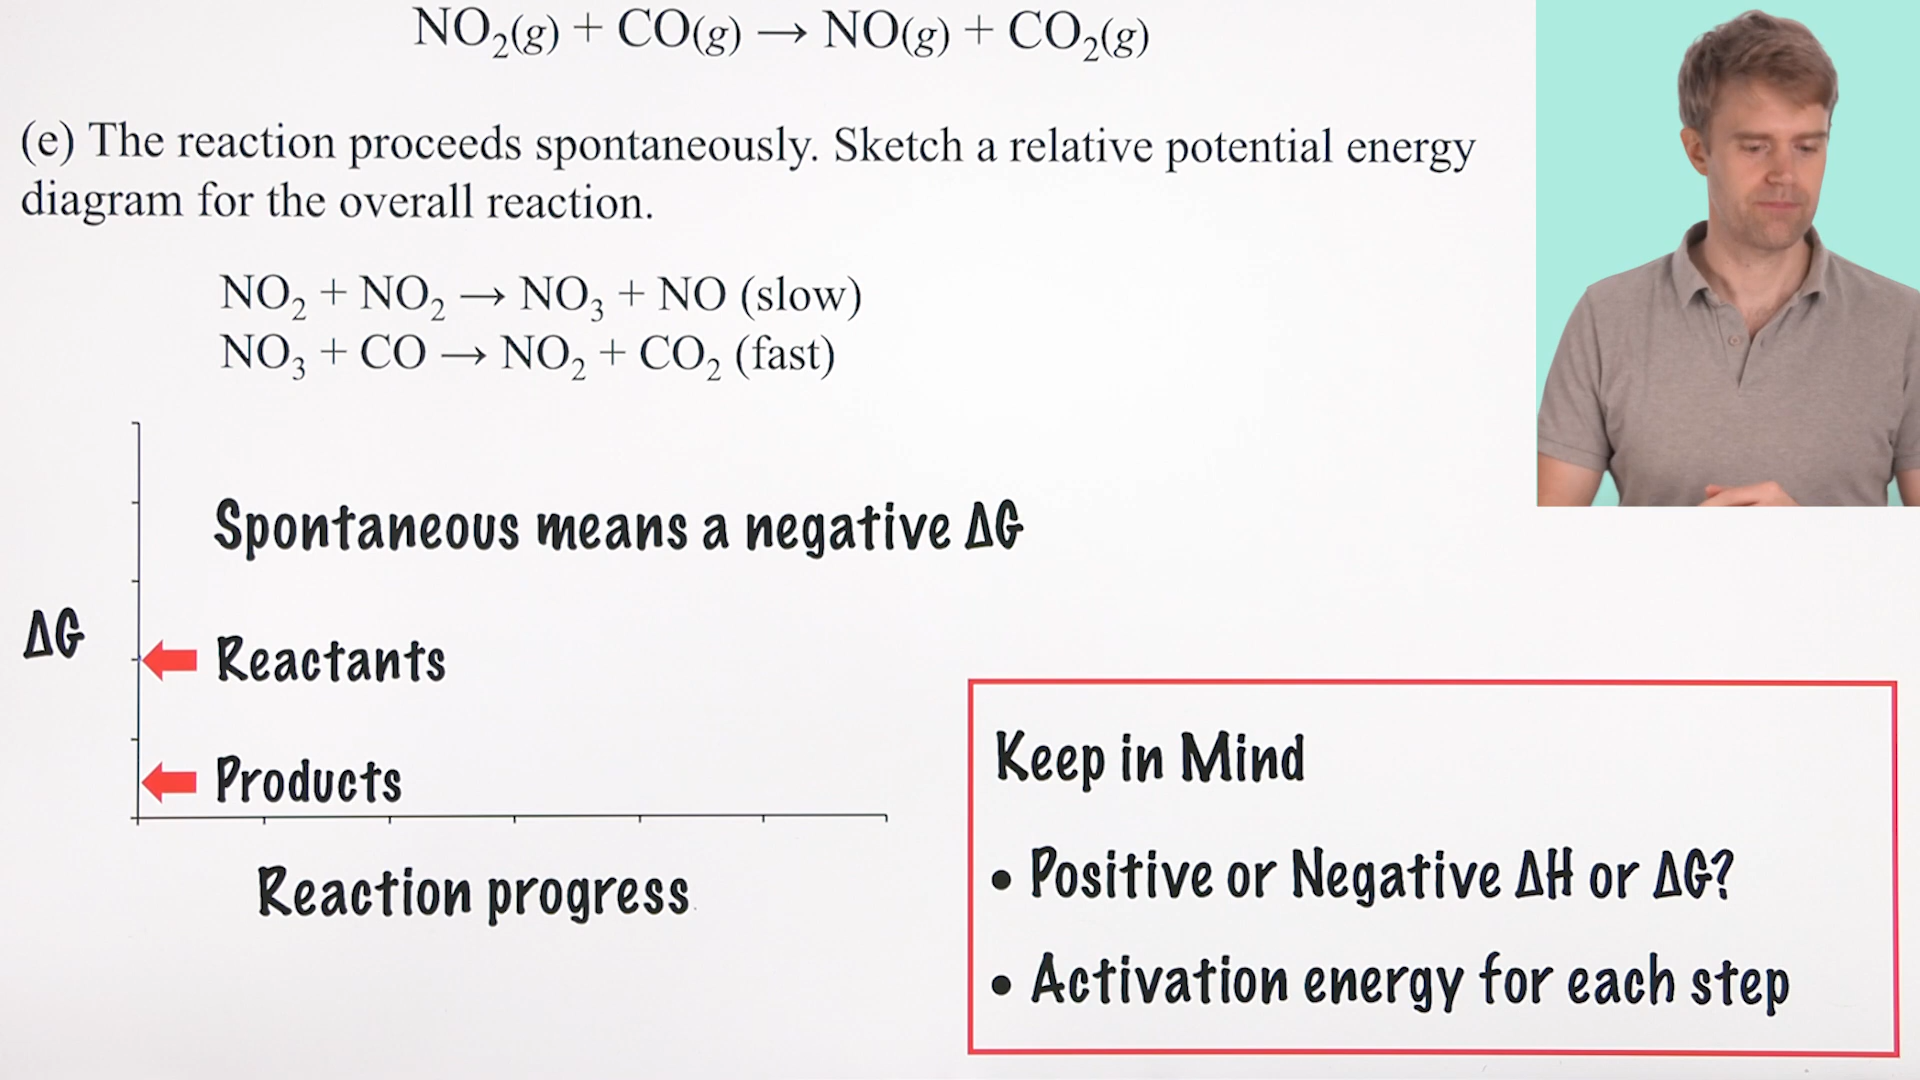 NO₂(g) + CO(g) → NO(g) + CO₂(g)
(e) The reaction proceeds spontaneously. Sketch a relative potential energy
diagram for the overall reaction.
NO₂ + NO₂ → NO₃ + NO (slow)
NO₃ + CO → NO₂ + CO₂ (fast)
Spontaneous means a negative ΔG
ΔG
Reactants
Products
Reaction progress
Keep in Mind
• Positive or Negative ΔH or ΔG?
• Activation energy for each step